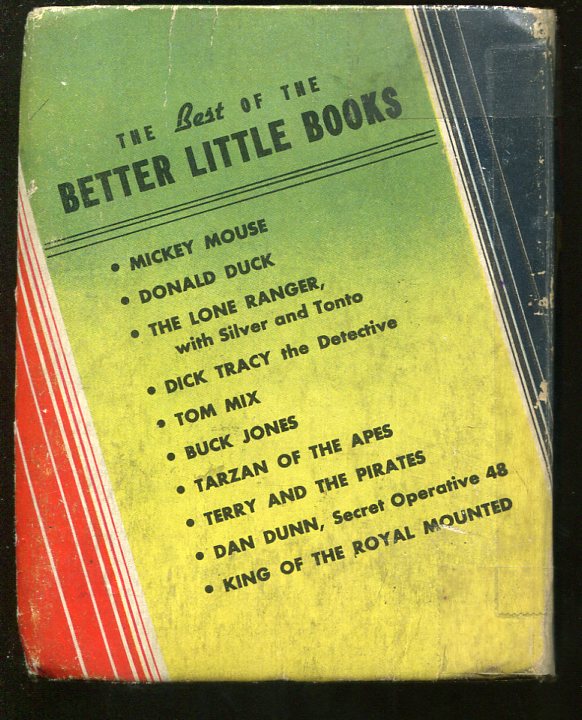 THE Best OF THE
BETTER LITTLE BOOKS
• MICKEY MOUSE
• DONALD DUCK
• THE LONE RANGER,
with Silver and Tonto
• DICK TRACY the Detective
• TOM MIX
• BUCK JONES
• TARZAN OF THE APES
• TERRY AND THE PIRATES
• DAN DUNN, Secret Operative 48
• KING OF THE ROYAL MOUNTED